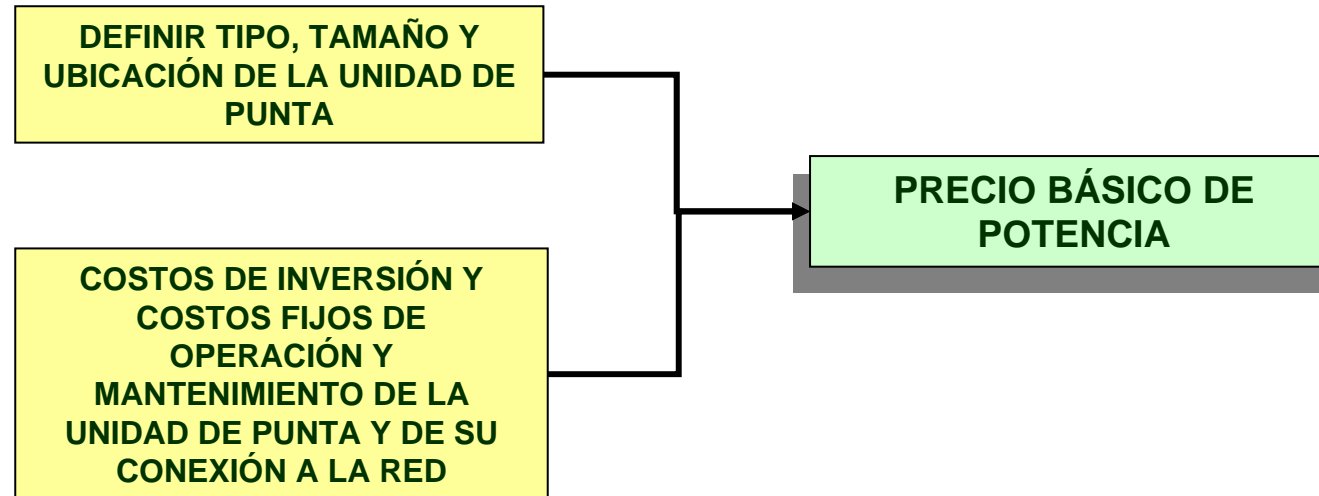 DEFINIR TIPO, TAMAÑO Y
UBICACIÓN DE LA UNIDAD DE
PUNTA
PRECIO BÁSICO DE
POTENCIA
COSTOS DE INVERSIÓN Y
COSTOS FIJOS DE
OPERACIÓN Y
MANTENIMIENTO DE LA
UNIDAD DE PUNTA Y DE SU
CONEXIÓN A LA RED